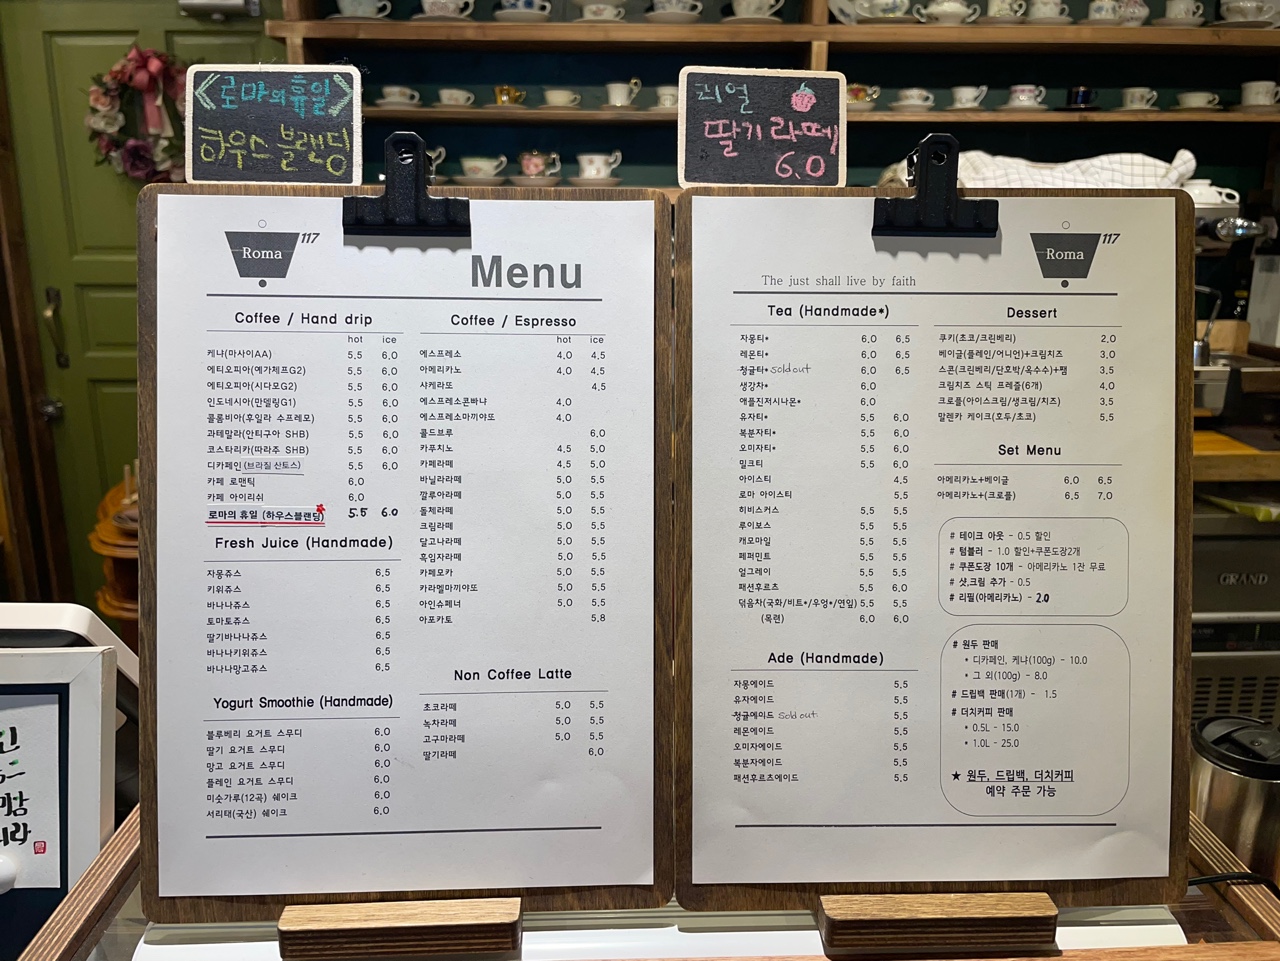 《로마의 휴일》
하우스 블랜딩
리얼
딸기 라떼
6.0
Roma 117
Menu
Coffee / Hand drip
hot ice
케냐(마사이AA) 5.5 6.0
에티오피아(예가체프G2) 5.5 6.0
에티오피아(시다모G2) 5.5 6.0
인도네시아(만델링G1) 5.5 6.0
콜롬비아(후일라 수프레모) 5.5 6.0
과테말라(안티구아 SHB) 5.5 6.0
코스타리카(따라주 SHB) 5.5 6.0
디카페인(브라질 산토스) 5.5 6.0
카페 로맨틱 6.0
카페 아이리쉬 6.0
로마의 휴일 (하우스블랜딩) 5.5 6.0
Fresh Juice (Handmade)
자몽쥬스 6.5
키위쥬스 6.5
바나나쥬스 6.5
토마토쥬스 6.5
딸기바나나쥬스 6.5
바나나키위쥬스 6.5
바나나망고쥬스 6.5
Yogurt Smoothie (Handmade)
블루베리 요거트 스무디 6.0
딸기 요거트 스무디 6.0
망고 요거트 스무디 6.0
플레인 요거트 스무디 6.0
미숫가루(12곡) 쉐이크 6.0
서리태(국산) 쉐이크 6.0
Coffee / Espresso
hot ice
에스프레소 4.0 4.5
아메리카노 4.0 4.5
샤케라또 4.5
에스프레소콘빠냐 4.0
에스프레소마끼야또 4.0
콜드브루 6.0
카푸치노 4.5 5.0
카페라떼 4.5 5.0
바닐라라떼 5.0 5.5
깔루아라떼 5.0 5.5
돌체라떼 5.0 5.5
크림라떼 5.0 5.5
달고나라떼 5.0 5.5
흑임자라떼 5.0 5.5
카페모카 5.0 5.5
카라멜마끼야또 5.0 5.5
아인슈페너 5.0 5.5
아포카토 5.8
Non Coffee Latte
초코라떼 5.0 5.5
녹차라떼 5.0 5.5
고구마라떼 5.0 5.5
딸기라떼 6.0
The just shall live by faith
Roma 117
Tea (Handmade*)
자몽티* 6.0 6.5
레몬티* 6.0 6.5
청귤티* sold out 6.0 6.5
생강차* 6.0
애플진저시나몬* 6.0
유자티* 5.5 6.0
복분자티* 5.5 6.0
오미자티* 5.5 6.0
밀크티 5.5 6.0
아이스티 4.5
로마 아이스티 5.5
히비스커스 5.5 5.5
루이보스 5.5 5.5
캐모마일 5.5 5.5
페퍼민트 5.5 5.5
얼그레이 5.5 5.5
패션후르츠 5.5 6.0
덖음차(국화/비트*/우엉*/연잎) 5.5 5.5
(목련) 6.0 6.0
Ade (Handmade)
자몽에이드 5.5
유자에이드 5.5
청귤에이드 sold out 5.5
레몬에이드 5.5
오미자에이드 5.5
복분자에이드 5.5
패션후르츠에이드 5.5
Dessert
쿠키(초코/크린베리) 2.0
베이글(플레인/어니언)+크림치즈 3.0
스콘(크린베리/단호박/옥수수)+쨈 3.5
크림치즈 스틱 프레즐(6개) 4.0
크로플(아이스크림/생크림/치즈) 3.5
말렌카 케이크(호두/초코) 5.5
Set Menu
아메리카노+베이글 6.0 6.5
아메리카노+(크로플) 6.5 7.0
# 테이크 아웃 - 0.5 할인
# 텀블러 - 1.0 할인+쿠폰도장2개
# 쿠폰도장 10개 - 아메리카노 1잔 무료
# 샷,크림 추가 - 0.5
# 리필(아메리카노) - 2.0
# 원두 판매
* 디카페인, 케냐(100g) - 10.0
* 그 외(100g) - 8.0
# 드립백 판매(1개) - 1.5
# 더치커피 판매
* 0.5L - 15.0
* 1.0L - 25.0
★ 원두, 드립백, 더치커피
예약 주문 가능
GRAND